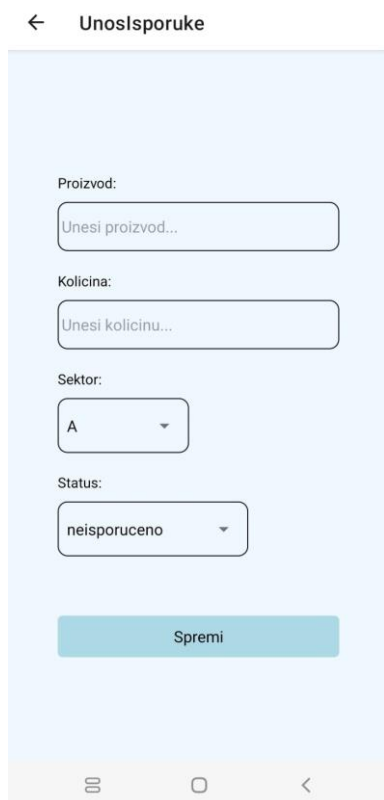 UnosIsporuke
Proizvod:
Unesi proizvod...
Kolicina:
Unesi kolicinu...
Sektor:
A
Status:
neisporuceno
Spremi